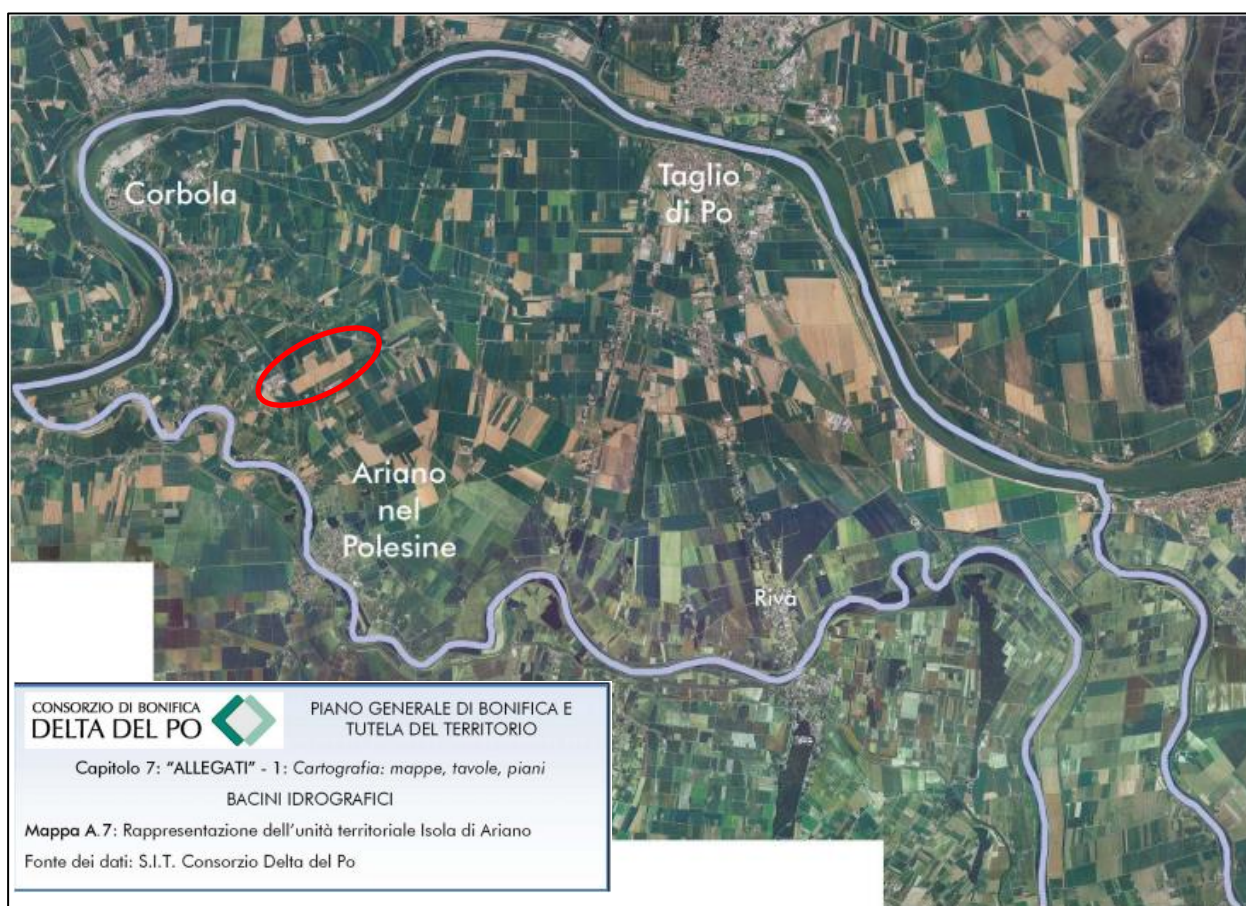 Corbola
Taglio
di Po
Ariano
nel
Polesine
Rivà
CONSORZIO DI BONIFICA
DELTA DEL PO
PIANO GENERALE DI BONIFICA E
TUTELA DEL TERRITORIO
Capitolo 7: "ALLEGATI" - 1: Cartografia: mappe, tavole, piani
BACINI IDROGRAFICI
Mappa A.7: Rappresentazione dell'unità territoriale Isola di Ariano
Fonte dei dati: S.I.T. Consorzio Delta del Po